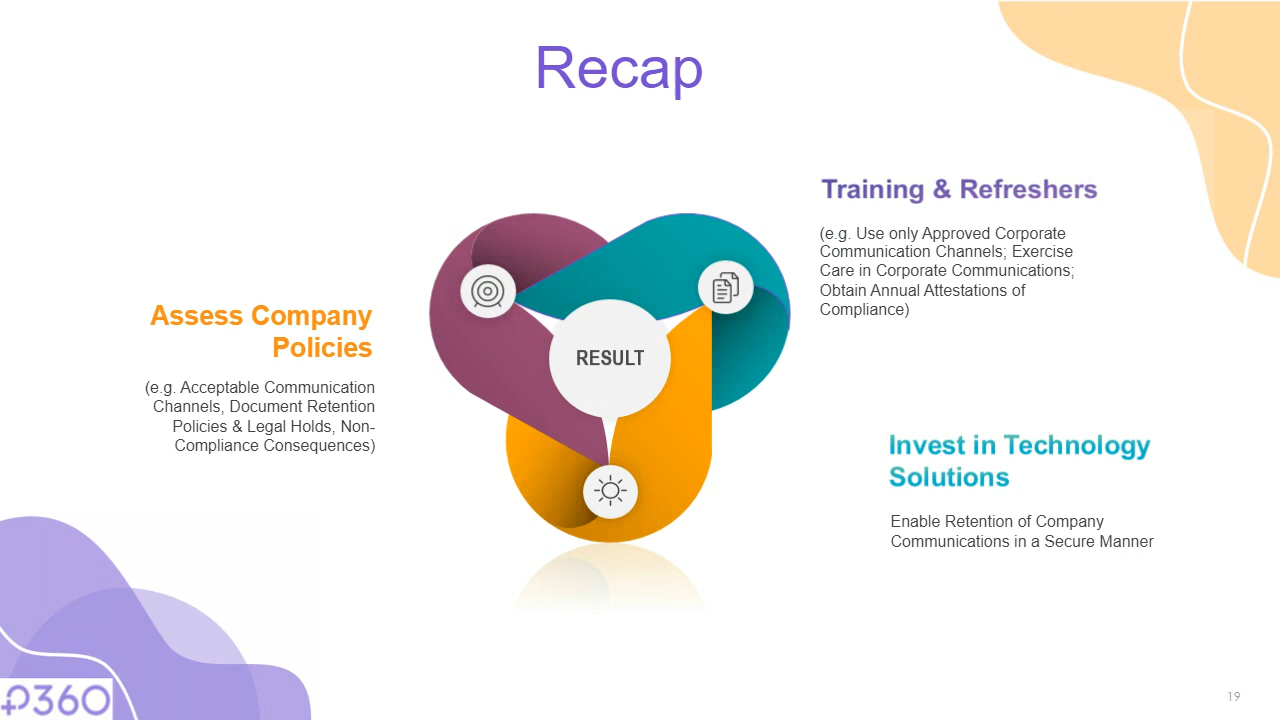 Recap
Training & Refreshers
(e.g. Use only Approved Corporate
Communication Channels; Exercise
Care in Corporate Communications;
Obtain Annual Attestations of
Compliance)
Assess Company
Policies
(e.g. Acceptable Communication
Channels, Document Retention
Policies & Legal Holds, Non-
Compliance Consequences)
RESULT
Invest in Technology
Solutions
Enable Retention of Company
Communications in a Secure Manner
P360
19